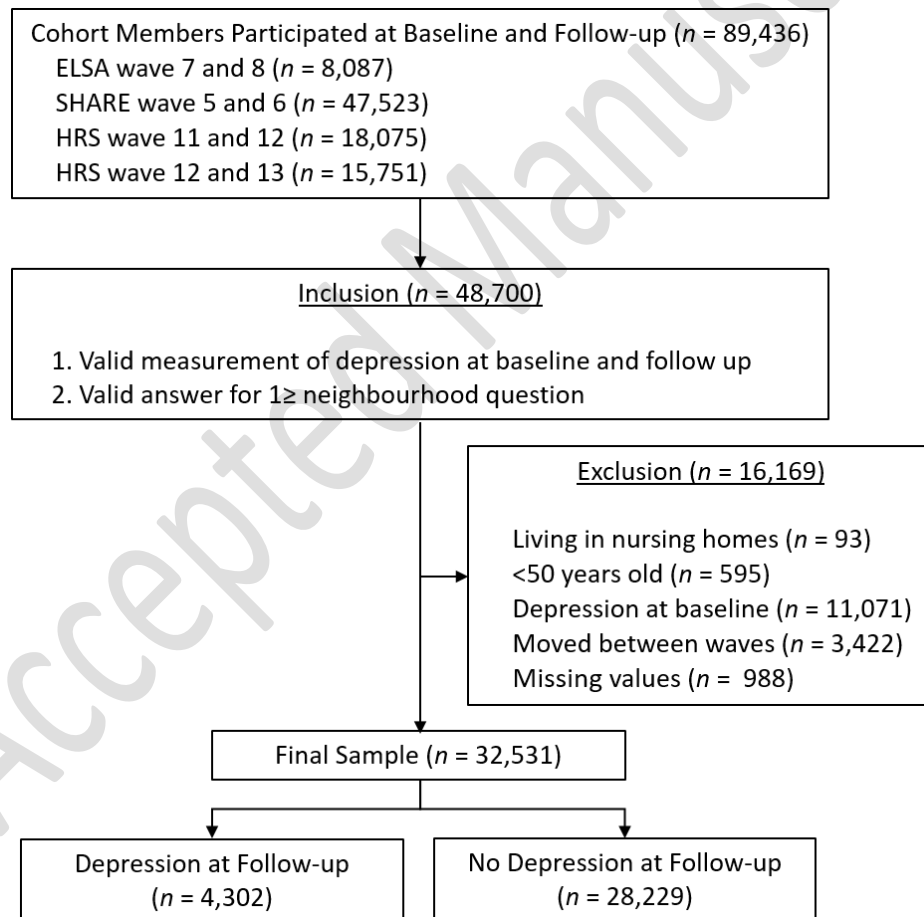 Cohort Members Participated at Baseline and Follow-up (n = 89,436)
ELSA wave 7 and 8 (n = 8,087)
SHARE wave 5 and 6 (n = 47,523)
HRS wave 11 and 12 (n = 18,075)
HRS wave 12 and 13 (n = 15,751)
Inclusion (n = 48,700)
1. Valid measurement of depression at baseline and follow up
2. Valid answer for 1≥ neighbourhood question
Exclusion (n = 16,169)
Living in nursing homes (n = 93)
<50 years old (n = 595)
Depression at baseline (n = 11,071)
Moved between waves (n = 3,422)
Missing values (n =  988)
Final Sample (n = 32,531)
Depression at Follow-up
(n = 4,302)
No Depression at Follow-up
(n = 28,229)
Accepted Manus